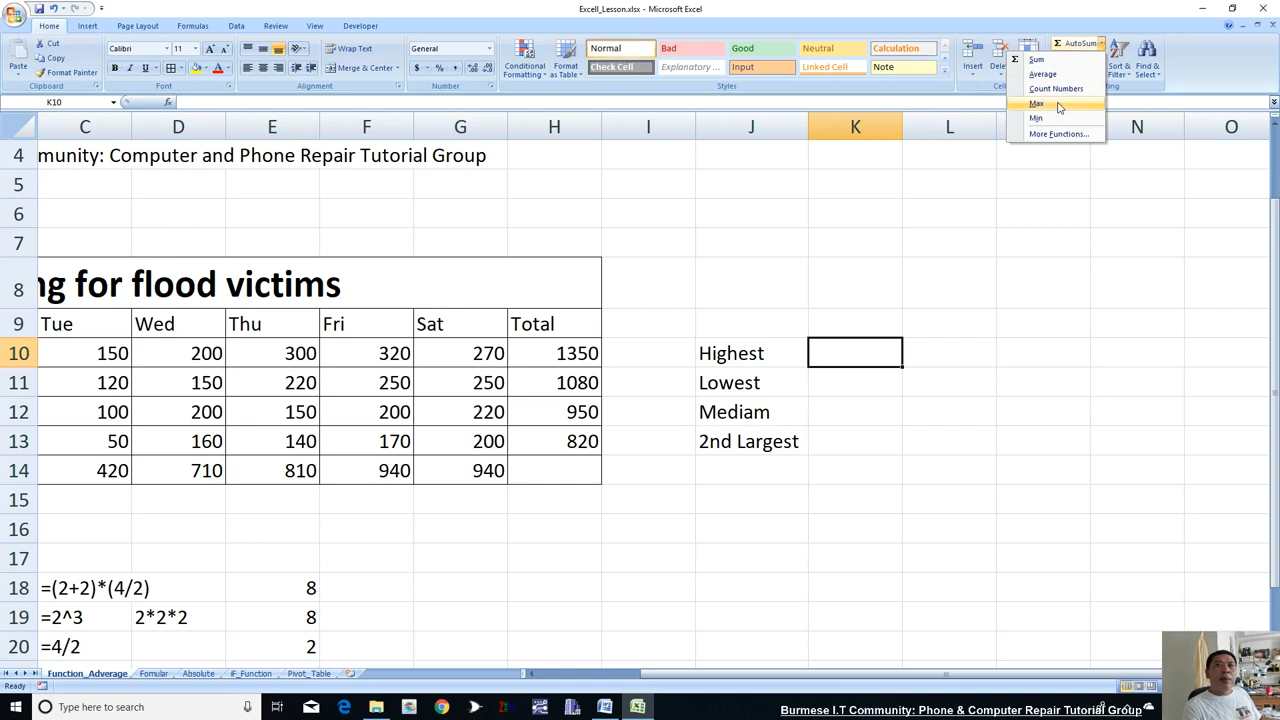 Excell_Lesson.xlsx - Microsoft Excel
Home Insert Page Layout Formulas Data Review View Developer
Paste Cut Copy Format Painter Calibri 11 Wrap Text Merge & Center General Conditional Formatting Format as Table Normal Bad Good Neutral Calculation Check Cell Explanatory ... Input Linked Cell Note Insert Σ AutoSum Sort & Filter Find & Select
Clipboard Font Alignment Number Styles
Σ Sum
Average
Count Numbers
Max
Min
More Functions...
K10 fx
C D E F G H I J K L M N O
4 mmunity: Computer and Phone Repair Tutorial Group
5
6
7
8 ng for flood victims
9 Tue Wed Thu Fri Sat Total
10 150 200 300 320 270 1350 Highest
11 120 150 220 250 250 1080 Lowest
12 100 200 150 200 220 950 Mediam
13 50 160 140 170 200 820 2nd Largest
14 420 710 810 940 940
15
16
17
18 =(2+2)*(4/2) 8
19 =2^3 2*2*2 8
20 =4/2 2
Function_Adverage Fomular Absolute IF_Function Pivot_Table
Ready
Type here to search
Burmese I.T Community: Phone & Computer Repair Tutorial Group